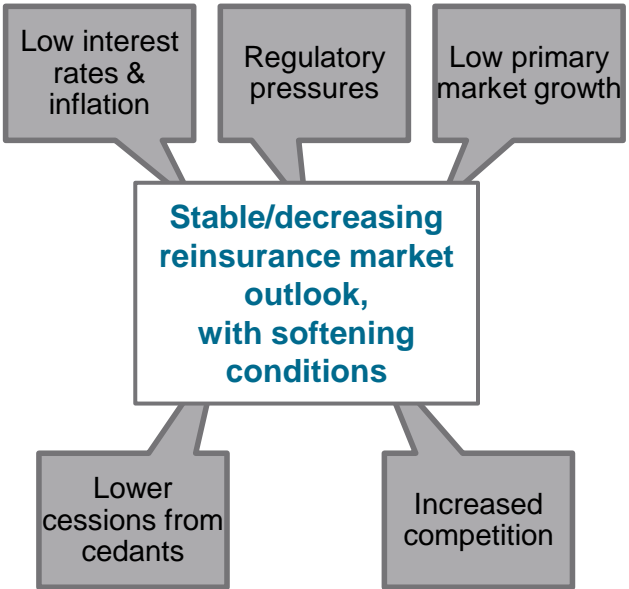 Low interest
rates &
inflation
Regulatory
pressures
Low primary
market growth
Stable/decreasing
reinsurance market
outlook,
with softening
conditions
Lower
cessions from
cedants
Increased
competition